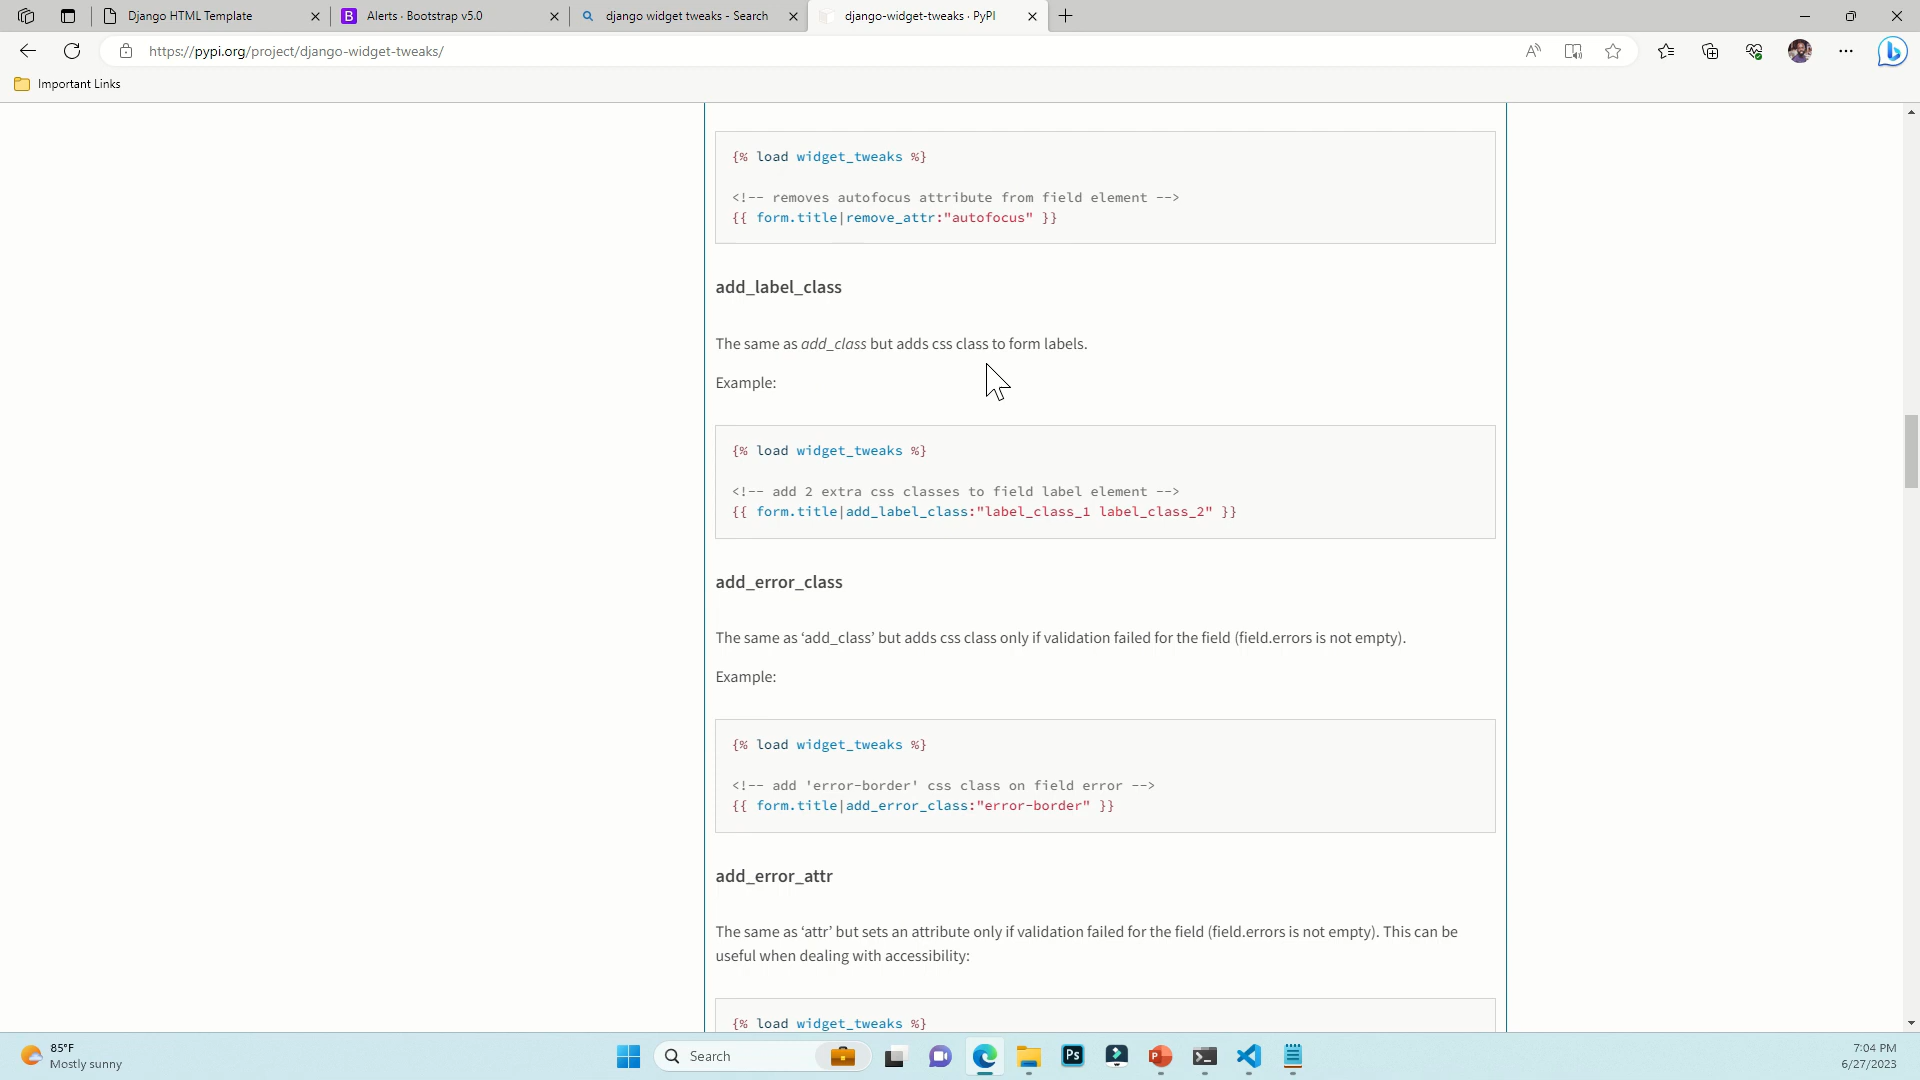 Django HTML Template
B Alerts · Bootstrap v5.0
django widget tweaks - Search
django-widget-tweaks · PyPI
https://pypi.org/project/django-widget-tweaks/
Important Links
{% load widget_tweaks %}
<!-- removes autofocus attribute from field element -->
{{ form.title|remove_attr:"autofocus" }}
add_label_class
The same as add_class but adds css class to form labels.
Example:
{% load widget_tweaks %}
<!-- add 2 extra css classes to field label element -->
{{ form.title|add_label_class:"label_class_1 label_class_2" }}
add_error_class
The same as ‘add_class’ but adds css class only if validation failed for the field (field.errors is not empty).
Example:
{% load widget_tweaks %}
<!-- add 'error-border' css class on field error -->
{{ form.title|add_error_class:"error-border" }}
add_error_attr
The same as ‘attr’ but sets an attribute only if validation failed for the field (field.errors is not empty). This can be
useful when dealing with accessibility:
{% load widget_tweaks %}
85°F
Mostly sunny
Search
Ps
7:04 PM
6/27/2023